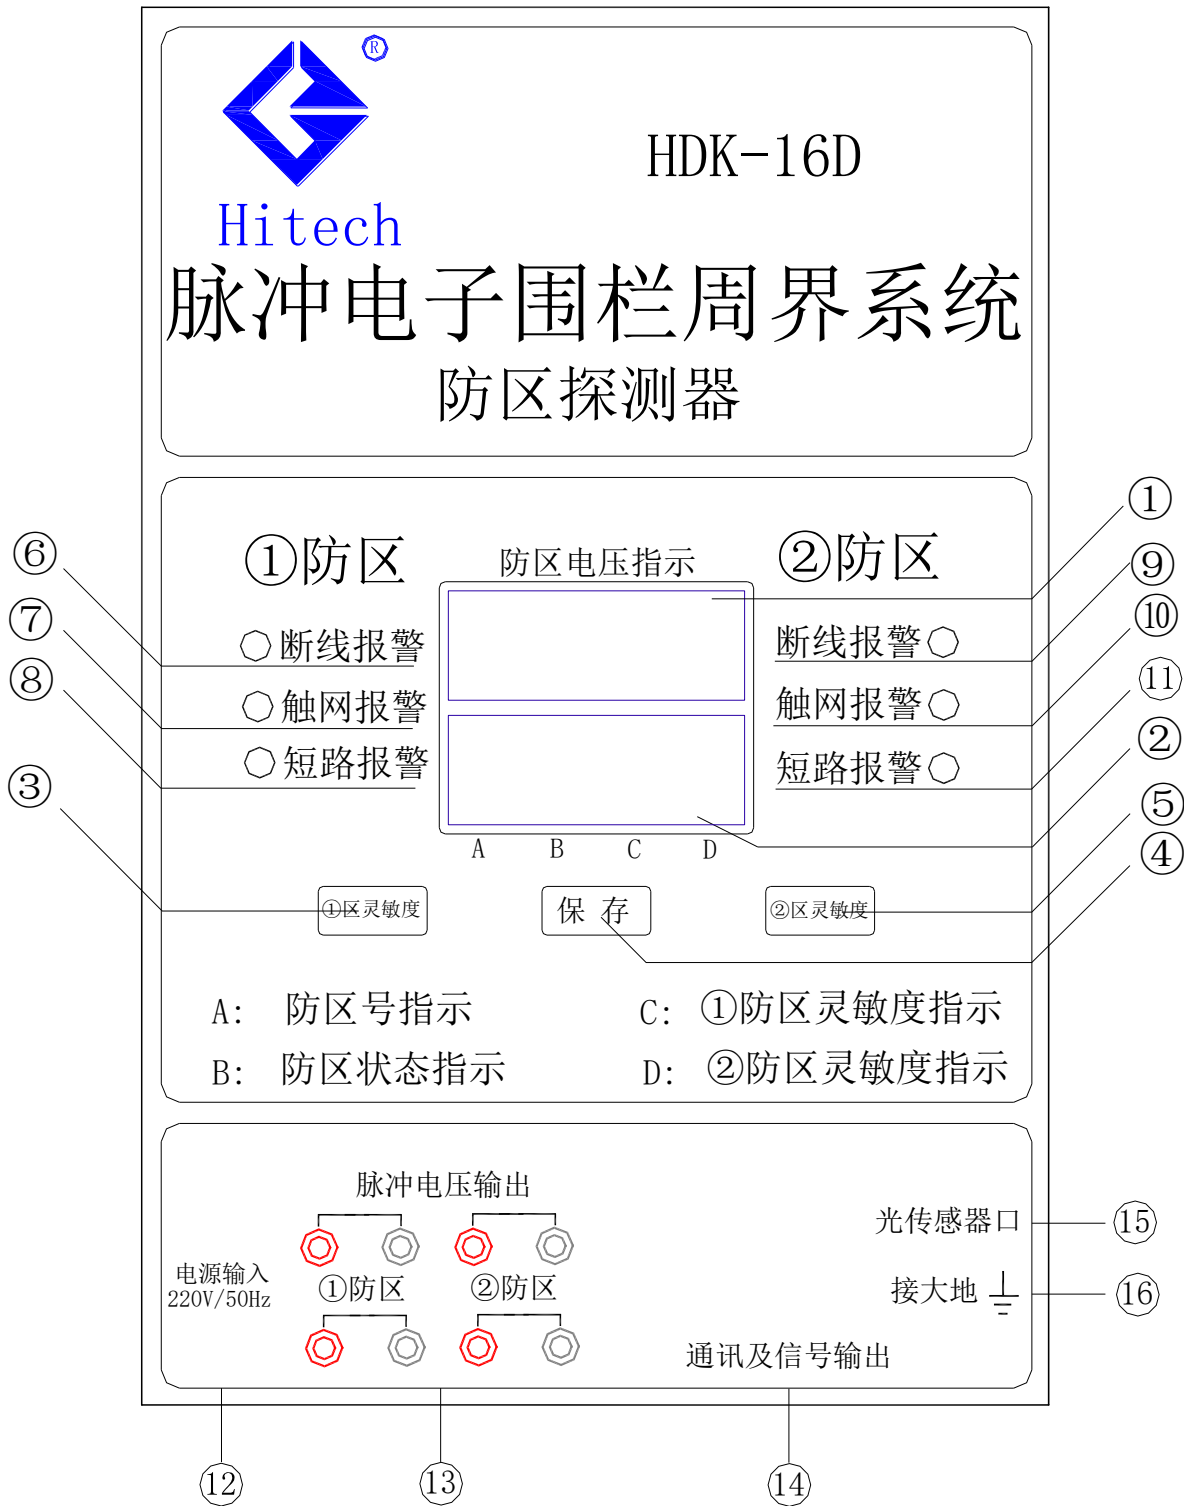 ®
HDK-16D
Hitech
脉冲电子围栏周界系统
防区探测器
①
⑥ ①防区 防区电压指示 ②防区 ⑨
⑦ 断线报警 断线报警 ⑩
⑧ 触网报警 触网报警 ⑪
短路报警 短路报警 ②
③ ⑤
A B C D ④
①区灵敏度 保存 ②区灵敏度
A: 防区号指示 C: ①防区灵敏度指示
B: 防区状态指示 D: ②防区灵敏度指示
脉冲电压输出
光传感器口 ⑮
电源输入 ①防区 ②防区 接大地 ⑯
220V/50Hz
通讯及信号输出
⑫ ⑬ ⑭